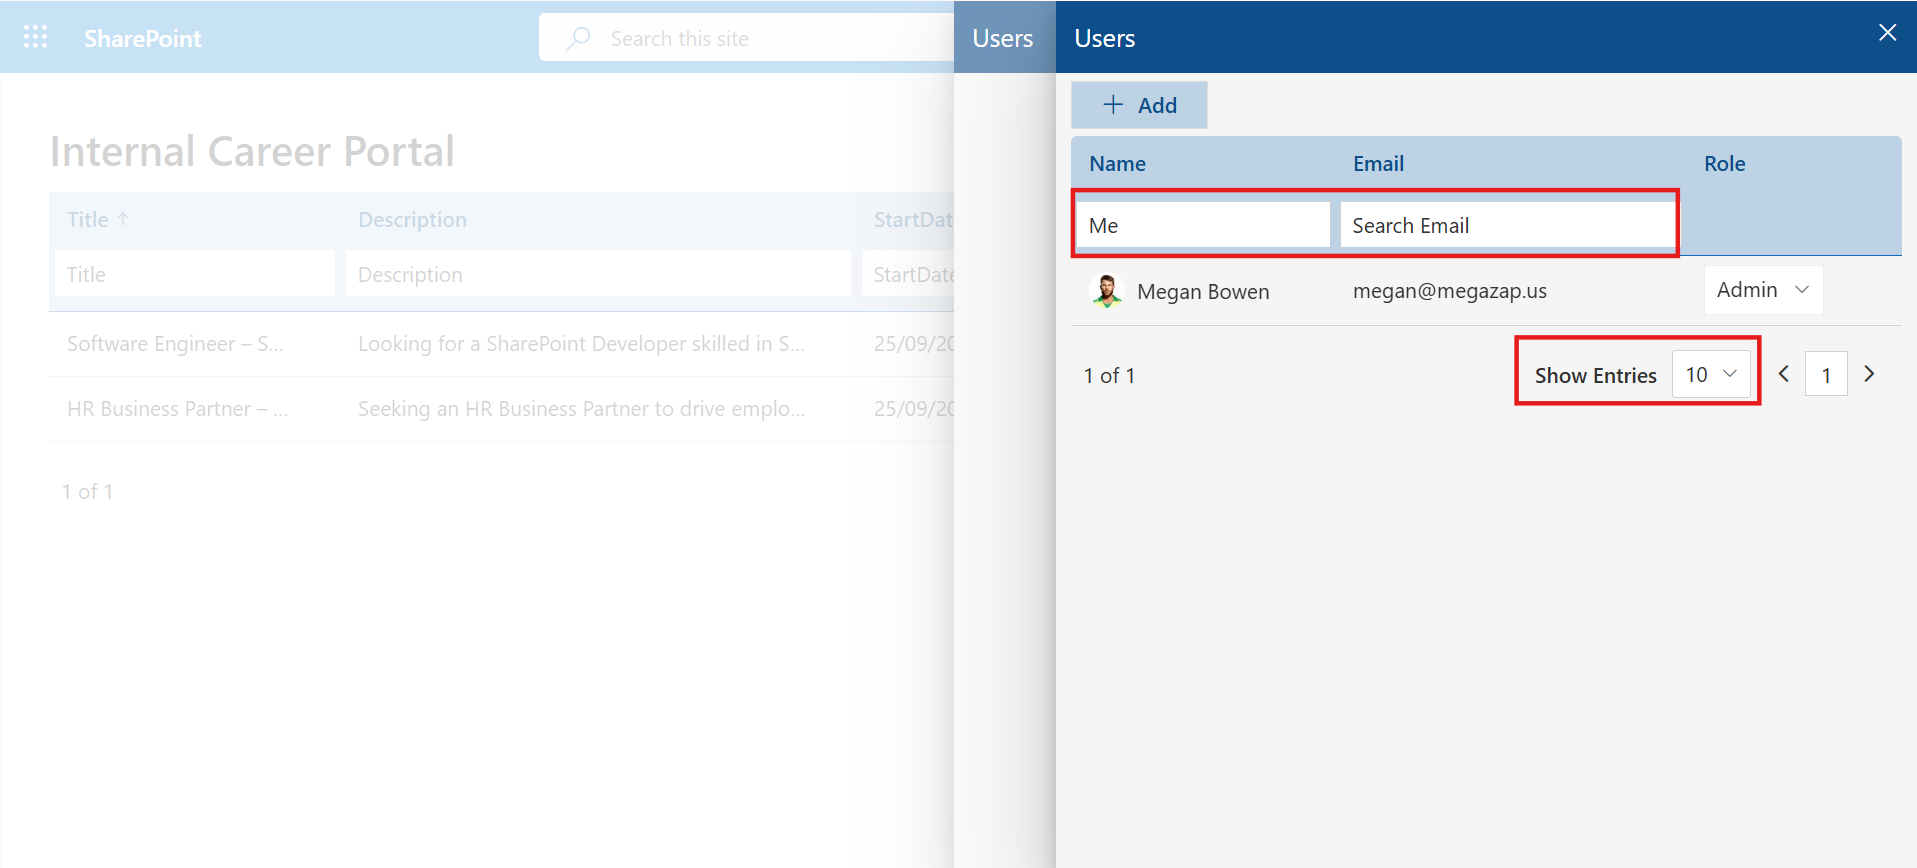 SharePoint
Search this site
Internal Career Portal
Title ↑ Description StartDat
Title Description StartDate
Software Engineer – S... Looking for a SharePoint Developer skilled in S... 25/09/20
HR Business Partner – ... Seeking an HR Business Partner to drive emplo... 25/09/20
1 of 1
Users
Users
Add
Name Email Role
Me Search Email
Megan Bowen megan@megazap.us Admin
1 of 1 Show Entries 10 1